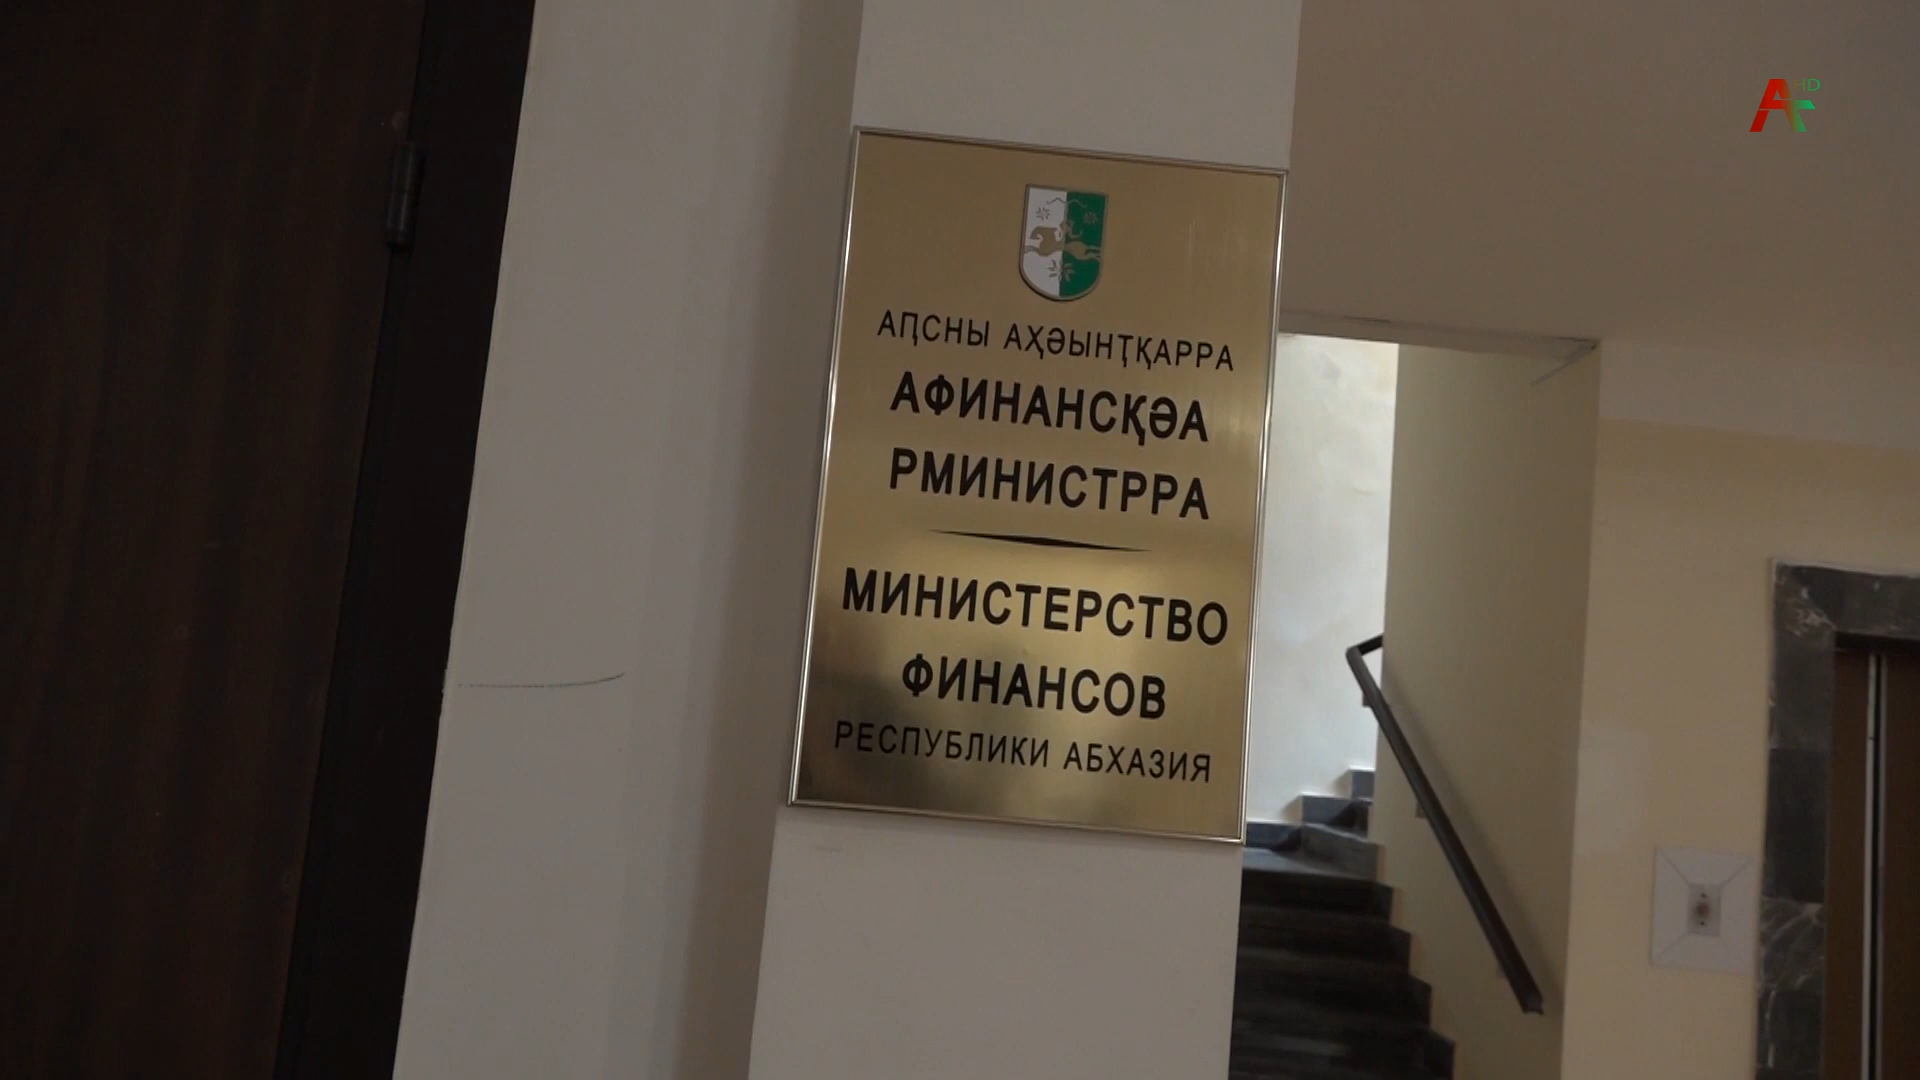 АԤСНЫ АҲӘЫНҬҚАРРА
АФИНАНСҚӘА
РМИНИСТРРА
МИНИСТЕРСТВО
ФИНАНСОВ
РЕСПУБЛИКИ АБХАЗИЯ
HD